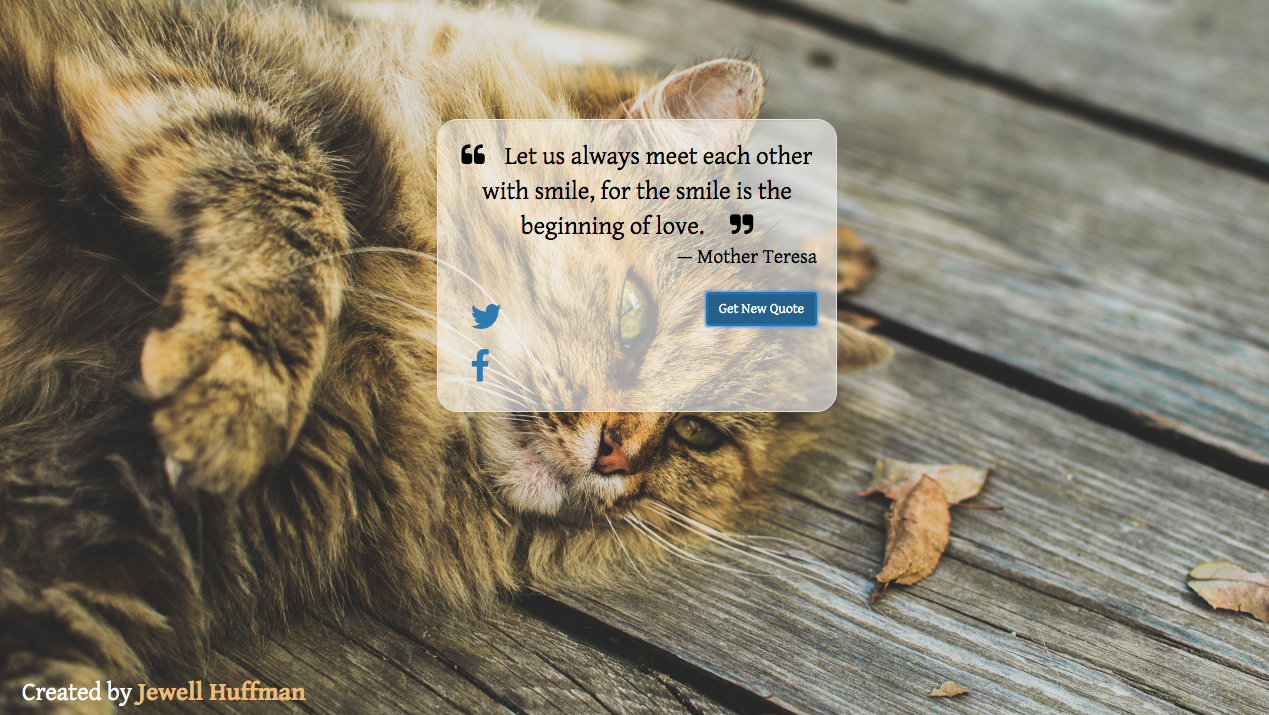 ❝ Let us always meet each other
with smile, for the smile is the
beginning of love. ❞
— Mother Teresa
Get New Quote
Created by Jewell Huffman